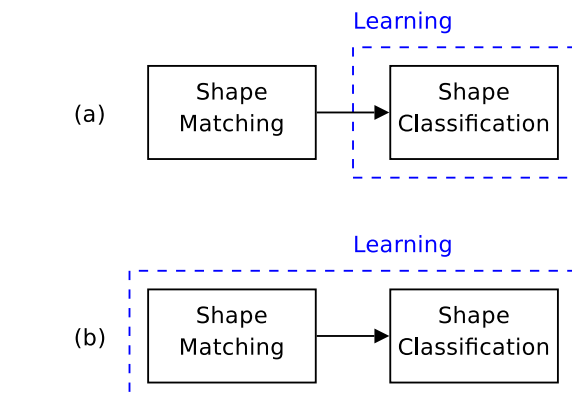 Learning
(a)
Shape
Matching
Shape
Classification
Learning
(b)
Shape
Matching
Shape
Classification